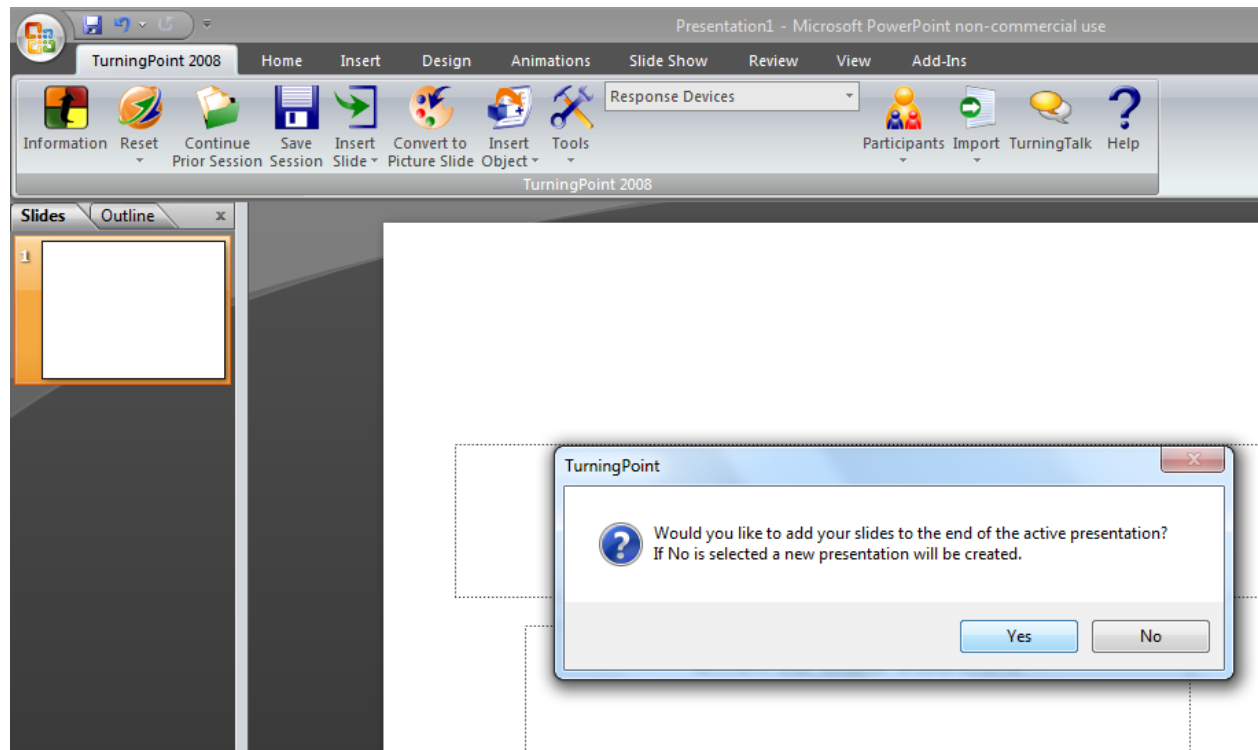 Presentation1 - Microsoft PowerPoint non-commercial use
TurningPoint 2008 Home Insert Design Animations Slide Show Review View Add-Ins
Response Devices
Information Reset Continue Prior Session Save Session Insert Slide Convert to Picture Slide Insert Object Tools Participants Import TurningTalk Help
TurningPoint 2008
Slides Outline x
1
TurningPoint
Would you like to add your slides to the end of the active presentation?
If No is selected a new presentation will be created.
Yes No